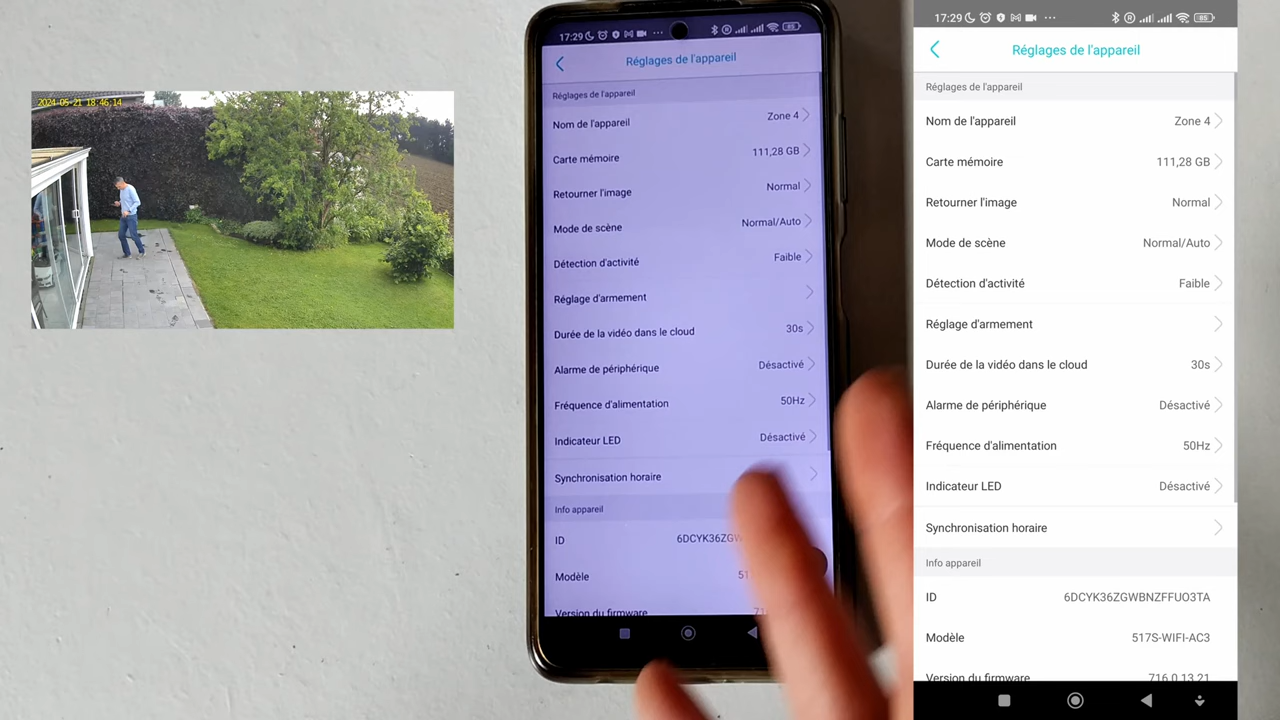 2024-05-21 18:46:14
17:29
85
Réglages de l'appareil
Réglages de l'appareil
Nom de l'appareil Zone 4
Carte mémoire 111,28 GB
Retourner l'image Normal
Mode de scène Normal/Auto
Détection d'activité Faible
Réglage d'armement
Durée de la vidéo dans le cloud 30s
Alarme de périphérique Désactivé
Fréquence d'alimentation 50Hz
Indicateur LED Désactivé
Synchronisation horaire
Info appareil
ID 6DCYK36ZGW
Modèle 51
Version du firmware 71
17:29
85
Réglages de l'appareil
Réglages de l'appareil
Nom de l'appareil Zone 4
Carte mémoire 111,28 GB
Retourner l'image Normal
Mode de scène Normal/Auto
Détection d'activité Faible
Réglage d'armement
Durée de la vidéo dans le cloud 30s
Alarme de périphérique Désactivé
Fréquence d'alimentation 50Hz
Indicateur LED Désactivé
Synchronisation horaire
Info appareil
ID 6DCYK36ZGWBNZFFUO3TA
Modèle 517S-WIFI-AC3
Version du firmware 716.0.13.21